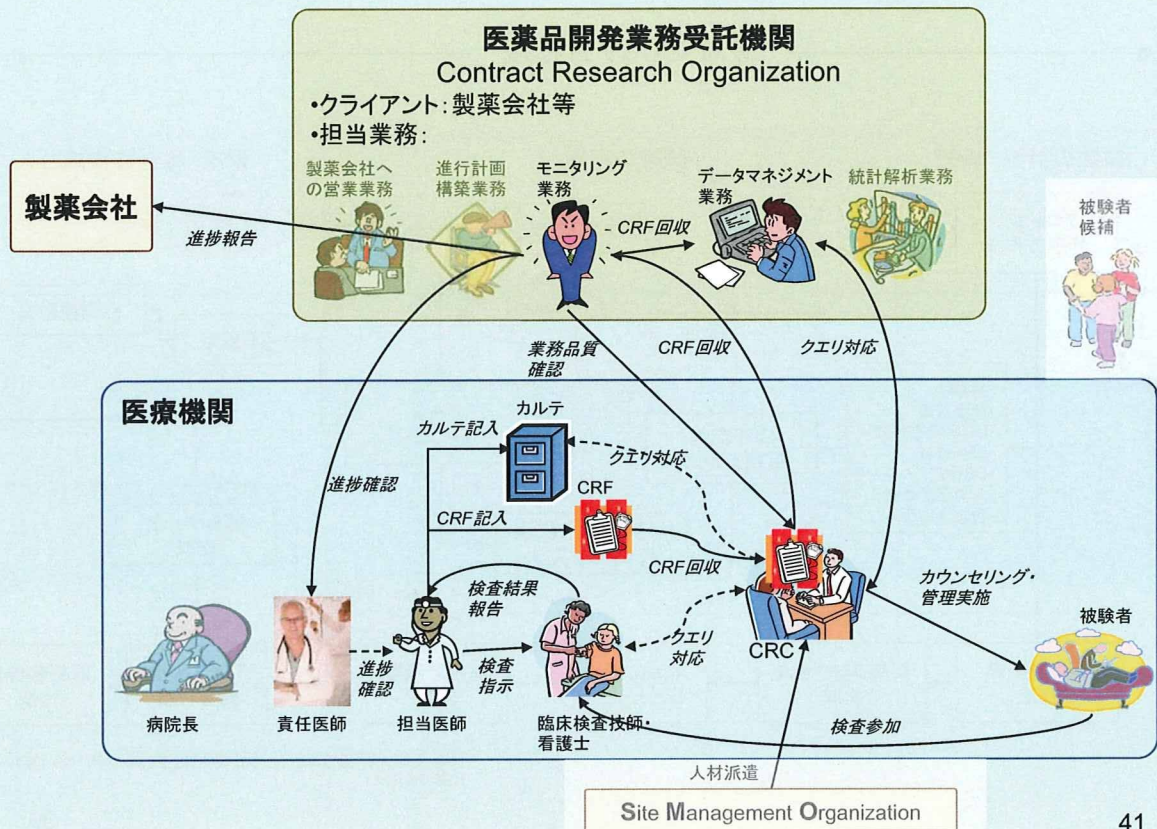 医薬品開発業務受託機関
Contract Research Organization
•クライアント:製薬会社等
•担当業務:
製薬会社へ
の営業業務
進行計画
構築業務
モニタリング
業務
データマネジメント
業務
統計解析業務
製薬会社
進捗報告
CRF回収
被験者
候補
業務品質
確認
CRF回収
クエリ対応
医療機関
カルテ
カルテ記入
クエリ対応
進捗確認
CRF
CRF記入
CRF回収
検査結果
報告
カウンセリング・
管理実施
被験者
クエリ
対応
CRC
進捗
確認
検査
指示
病院長
責任医師
担当医師
臨床検査技師・
看護士
検査参加
人材派遣
Site Management Organization
41